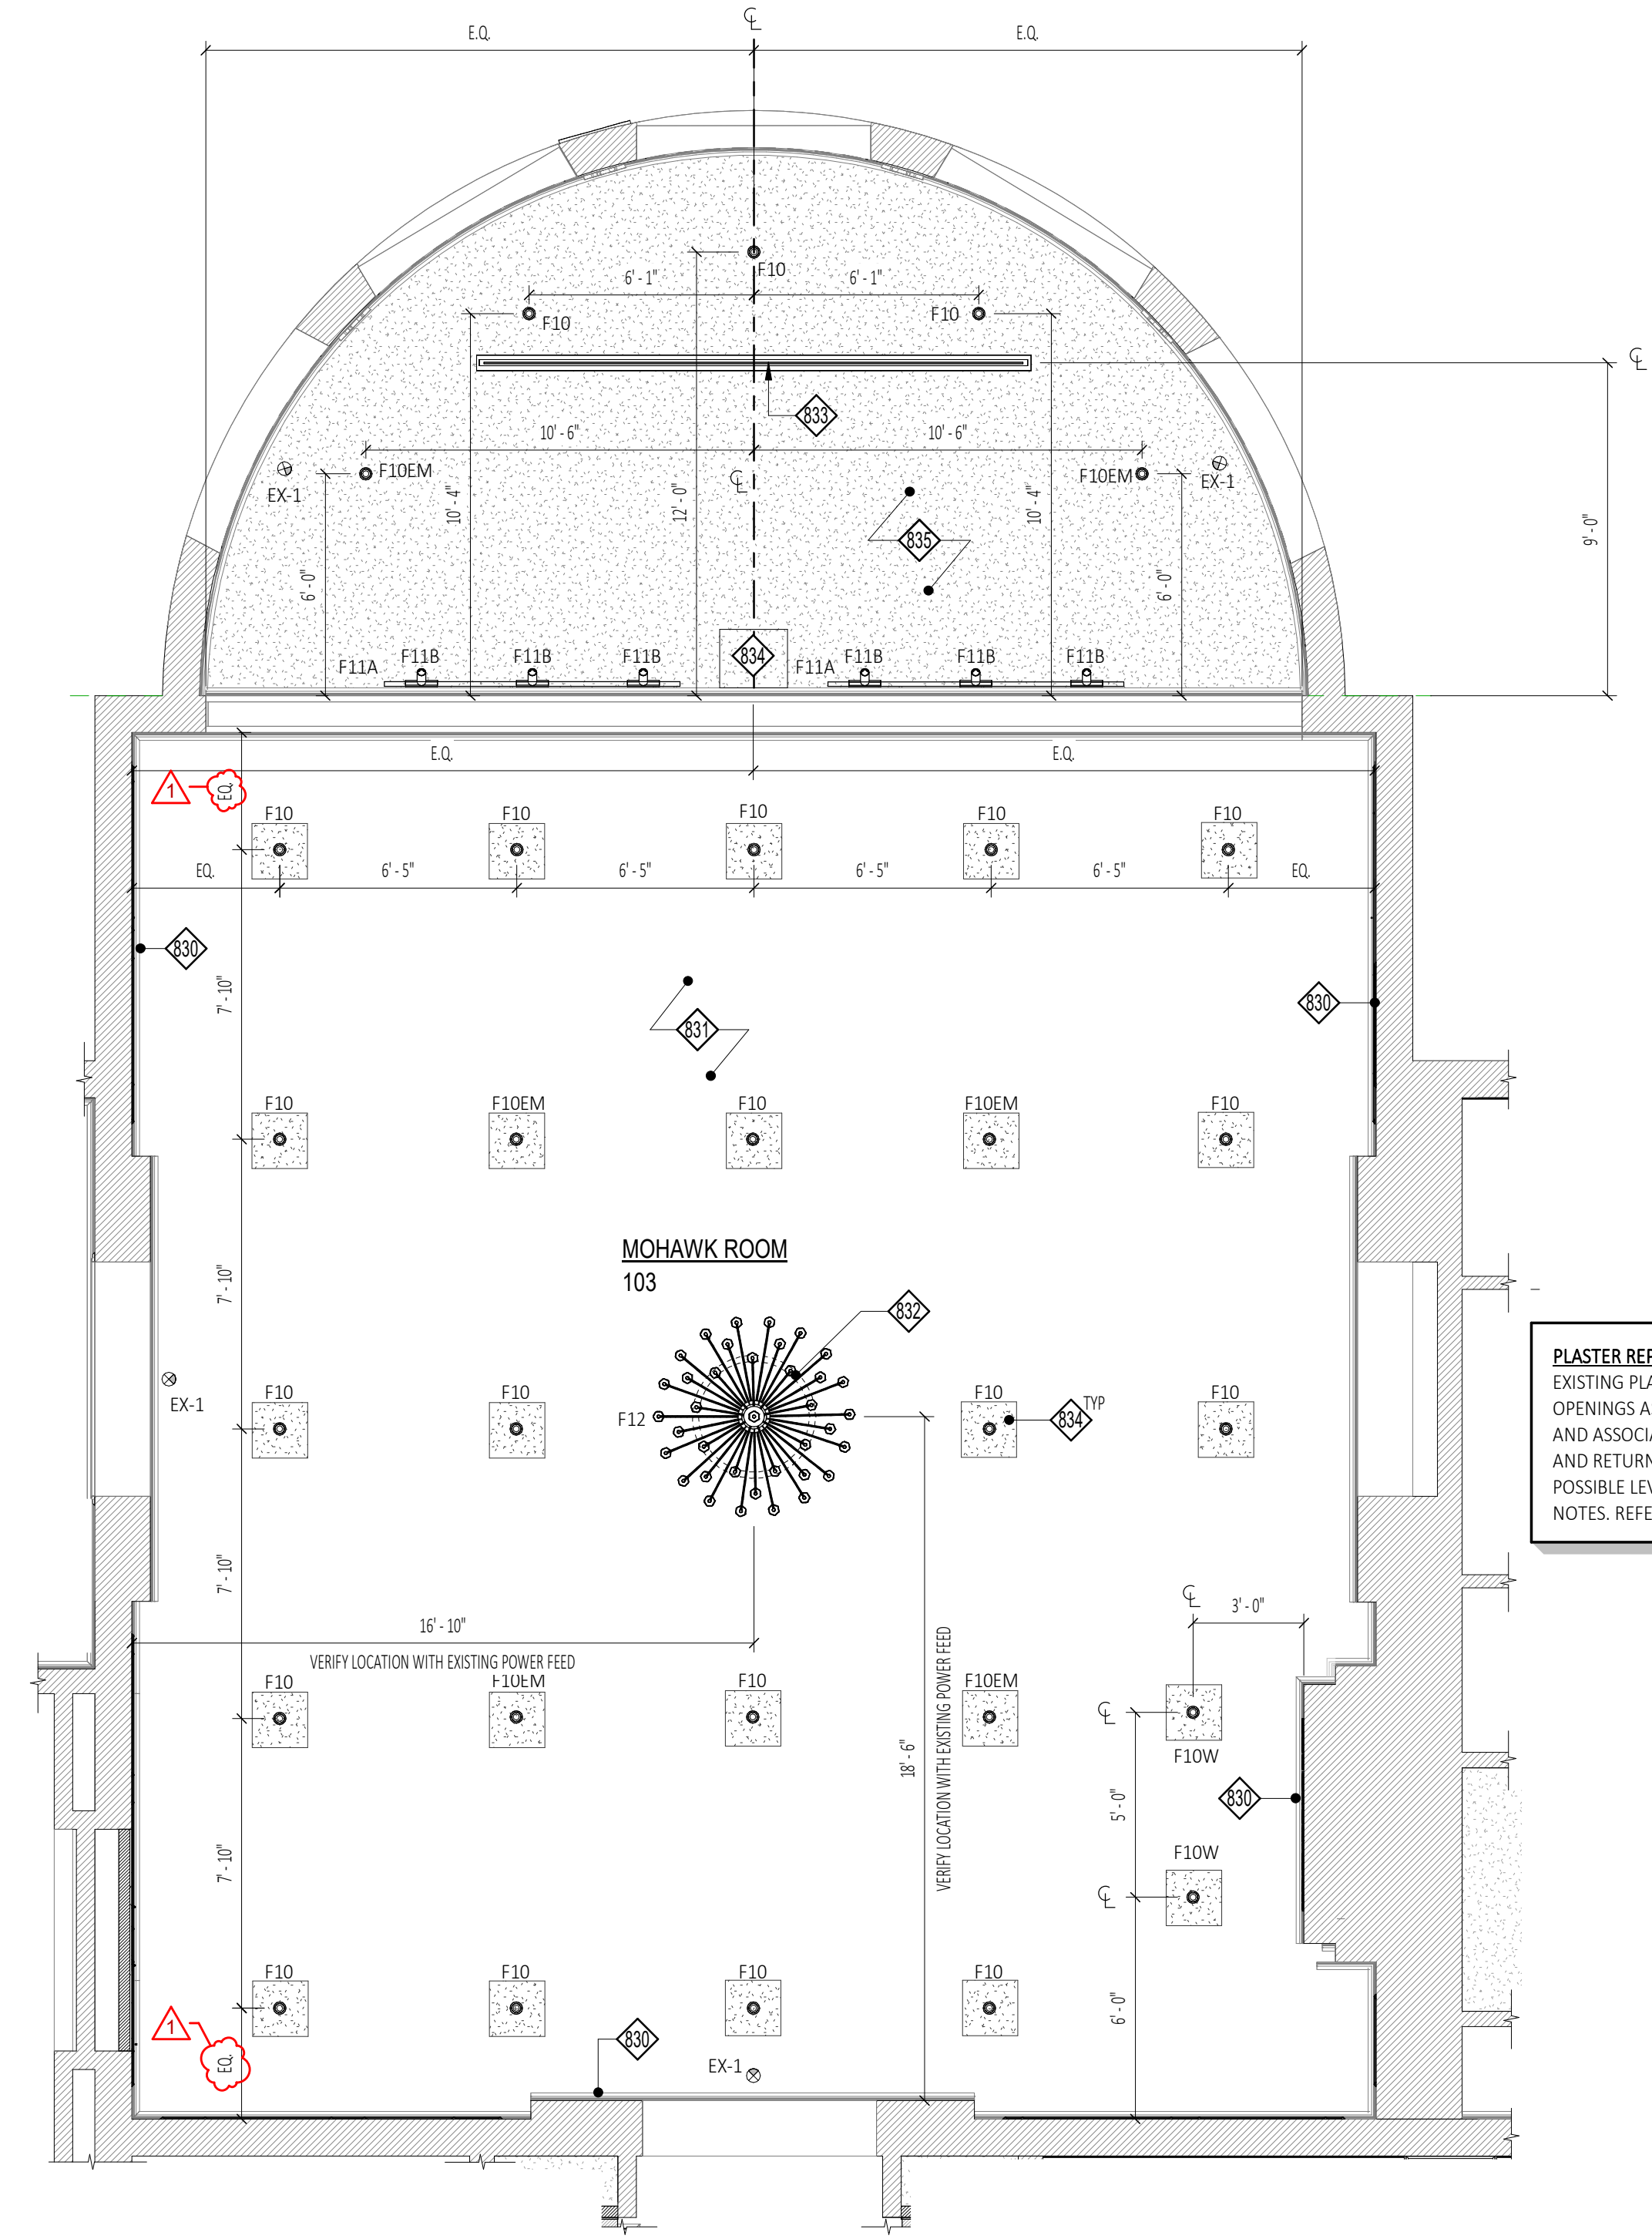 E.Q. ℄ E.Q.
F10
6' - 1" 6' - 1"
F10 F10
℄
833
10' - 6" 10' - 6"
EX-1 F10EM ℄ F10EM EX-1
10' - 4" 12' - 0" 10' - 4"
835
9' - 0"
6' - 0" 6' - 0"
F11A F11B F11B F11B 834 F11A F11B F11B F11B
E.Q. E.Q.
1 EQ.
F10 F10 F10 F10 F10
EQ. 6' - 5" 6' - 5" 6' - 5" 6' - 5" EQ.
830
7' - 10"
831
830
F10 F10EM F10 F10EM F10
MOHAWK ROOM
103
7' - 10"
832
PLASTER REP
EXISTING PLA
OPENINGS A
AND ASSOCIA
AND RETURN
POSSIBLE LEV
NOTES. REFE
EX-1
F10 F10 F12 F10 834 TYP F10
7' - 10"
16' - 10"
VERIFY LOCATION WITH EXISTING POWER FEED
℄ 3' - 0"
F10 F10EM F10 F10EM
℄
F10W
18' - 6"
VERIFY LOCATION WITH EXISTING POWER FEED
5' - 0"
830
7' - 10"
F10W
℄
F10 F10 F10 F10
6' - 0"
1 EQ.
830
EX-1